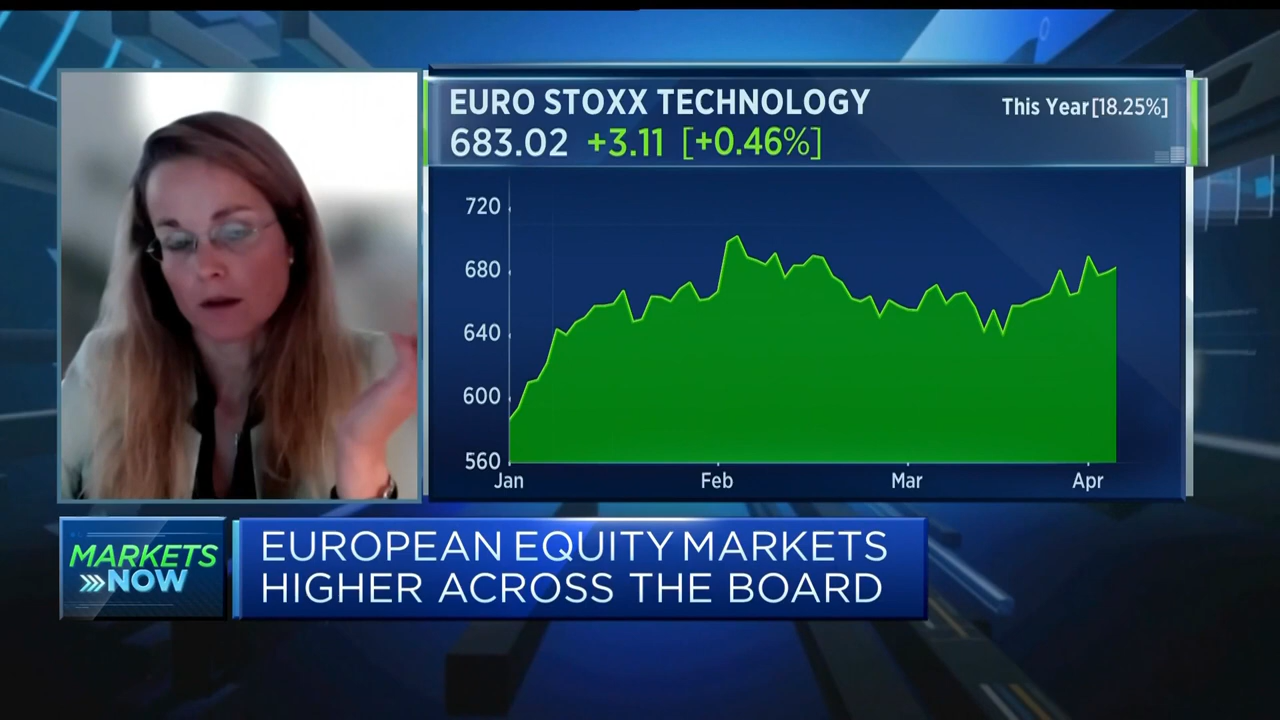 EURO STOXX TECHNOLOGY
This Year [18.25%]
683.02 +3.11 [+0.46%]
720
680
640
600
560
Jan Feb Mar Apr
MARKETS
NOW
EUROPEAN EQUITY MARKETS
HIGHER ACROSS THE BOARD